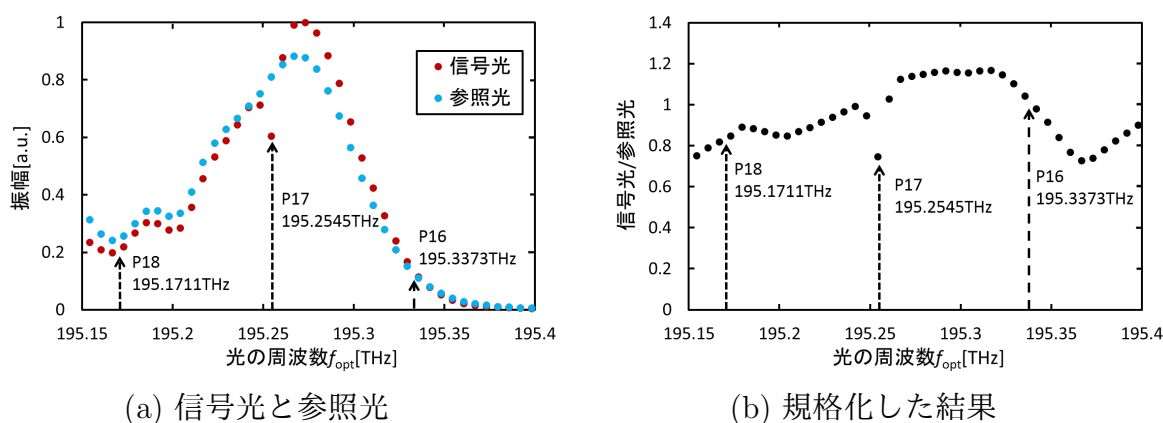 1
0.8
0.6
0.4
0.2
0
振幅[a.u.]
信号光
参照光
P18
195.1711THz
P17
195.2545THz
P16
195.3373THz
195.15
195.2
195.25
195.3
195.35
195.4
光の周波数fopt[THz]
(a) 信号光と参照光
1.4
1.2
1
0.8
0.6
0.4
0.2
0
信号光/参照光
P18
195.1711THz
P17
195.2545THz
P16
195.3373THz
195.15
195.2
195.25
195.3
195.35
195.4
光の周波数fopt[THz]
(b) 規格化した結果